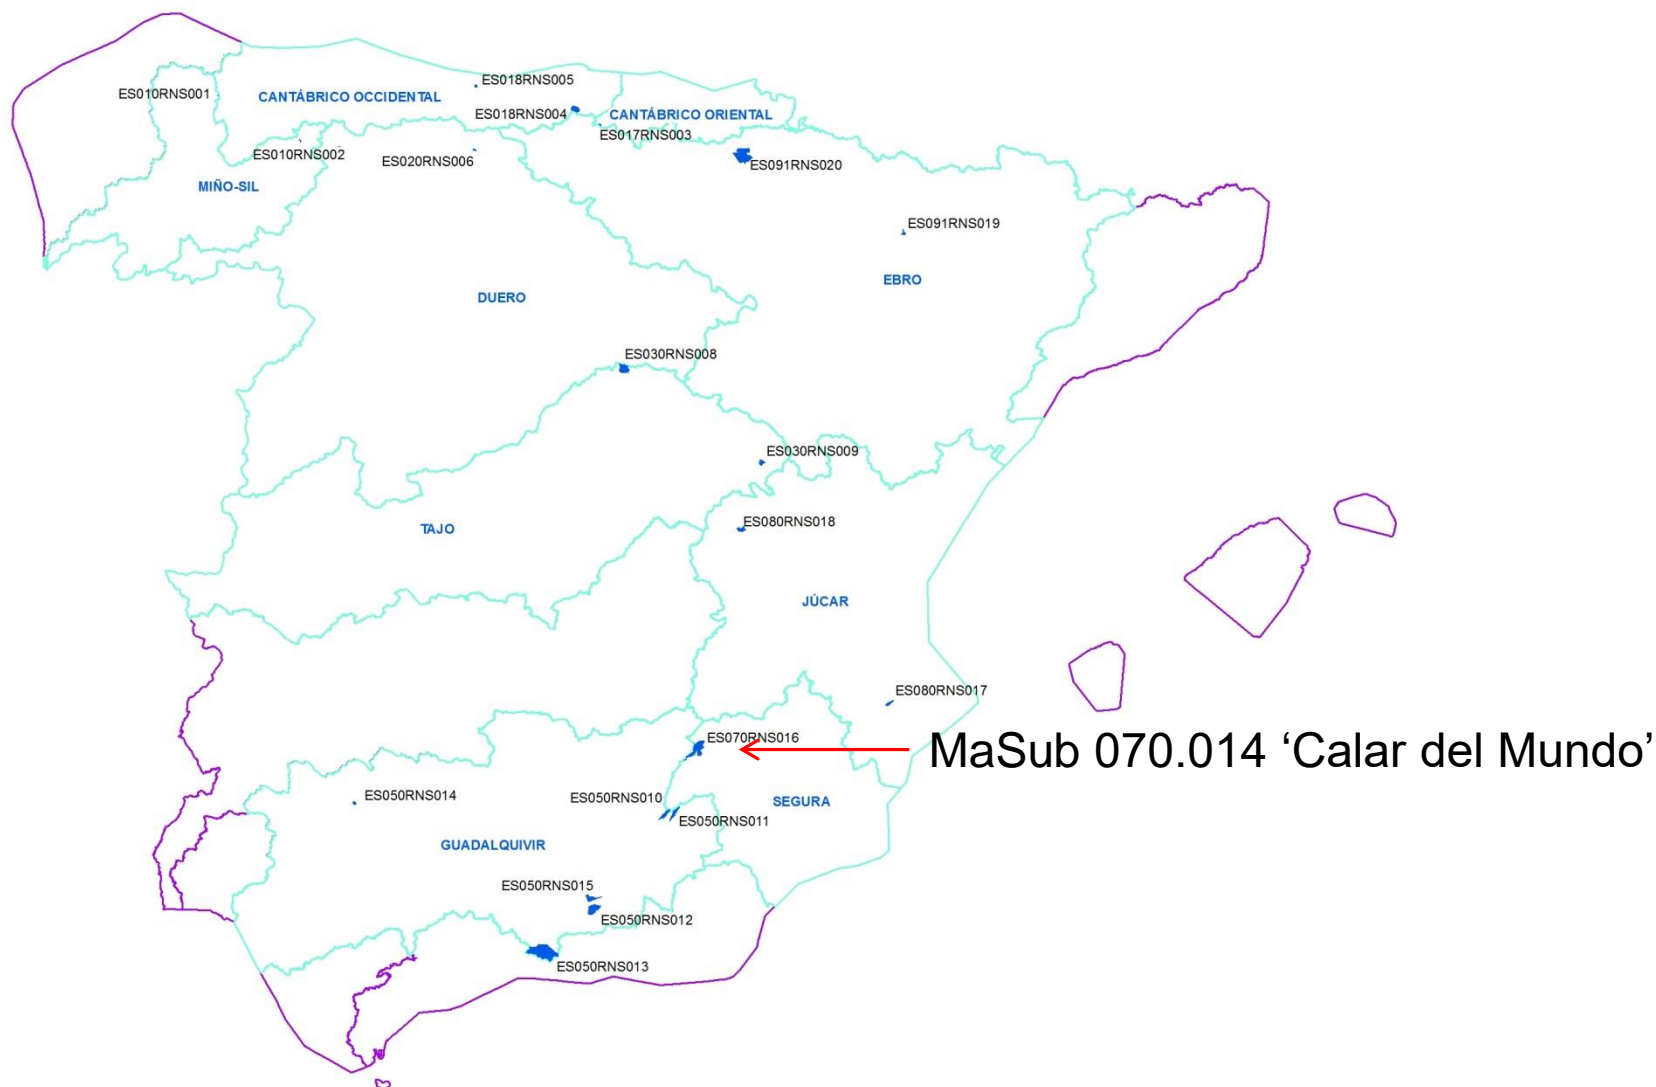 ES018RNS005
ES010RNS001
CANTÁBRICO OCCIDENTAL
ES018RNS004
CANTÁBRICO ORIENTAL
ES017RNS003
ES010RNS002
ES020RNS006
ES091RNS020
MIÑO-SIL
ES091RNS019
EBRO
DUERO
ES030RNS008
ES030RNS009
ES080RNS018
TAJO
JÚCAR
ES080RNS017
ES070RNS016
MaSub 070.014 ‘Calar del Mundo’
ES050RNS014
ES050RNS010
SEGURA
ES050RNS011
GUADALQUIVIR
ES050RNS015
ES050RNS012
ES050RNS013